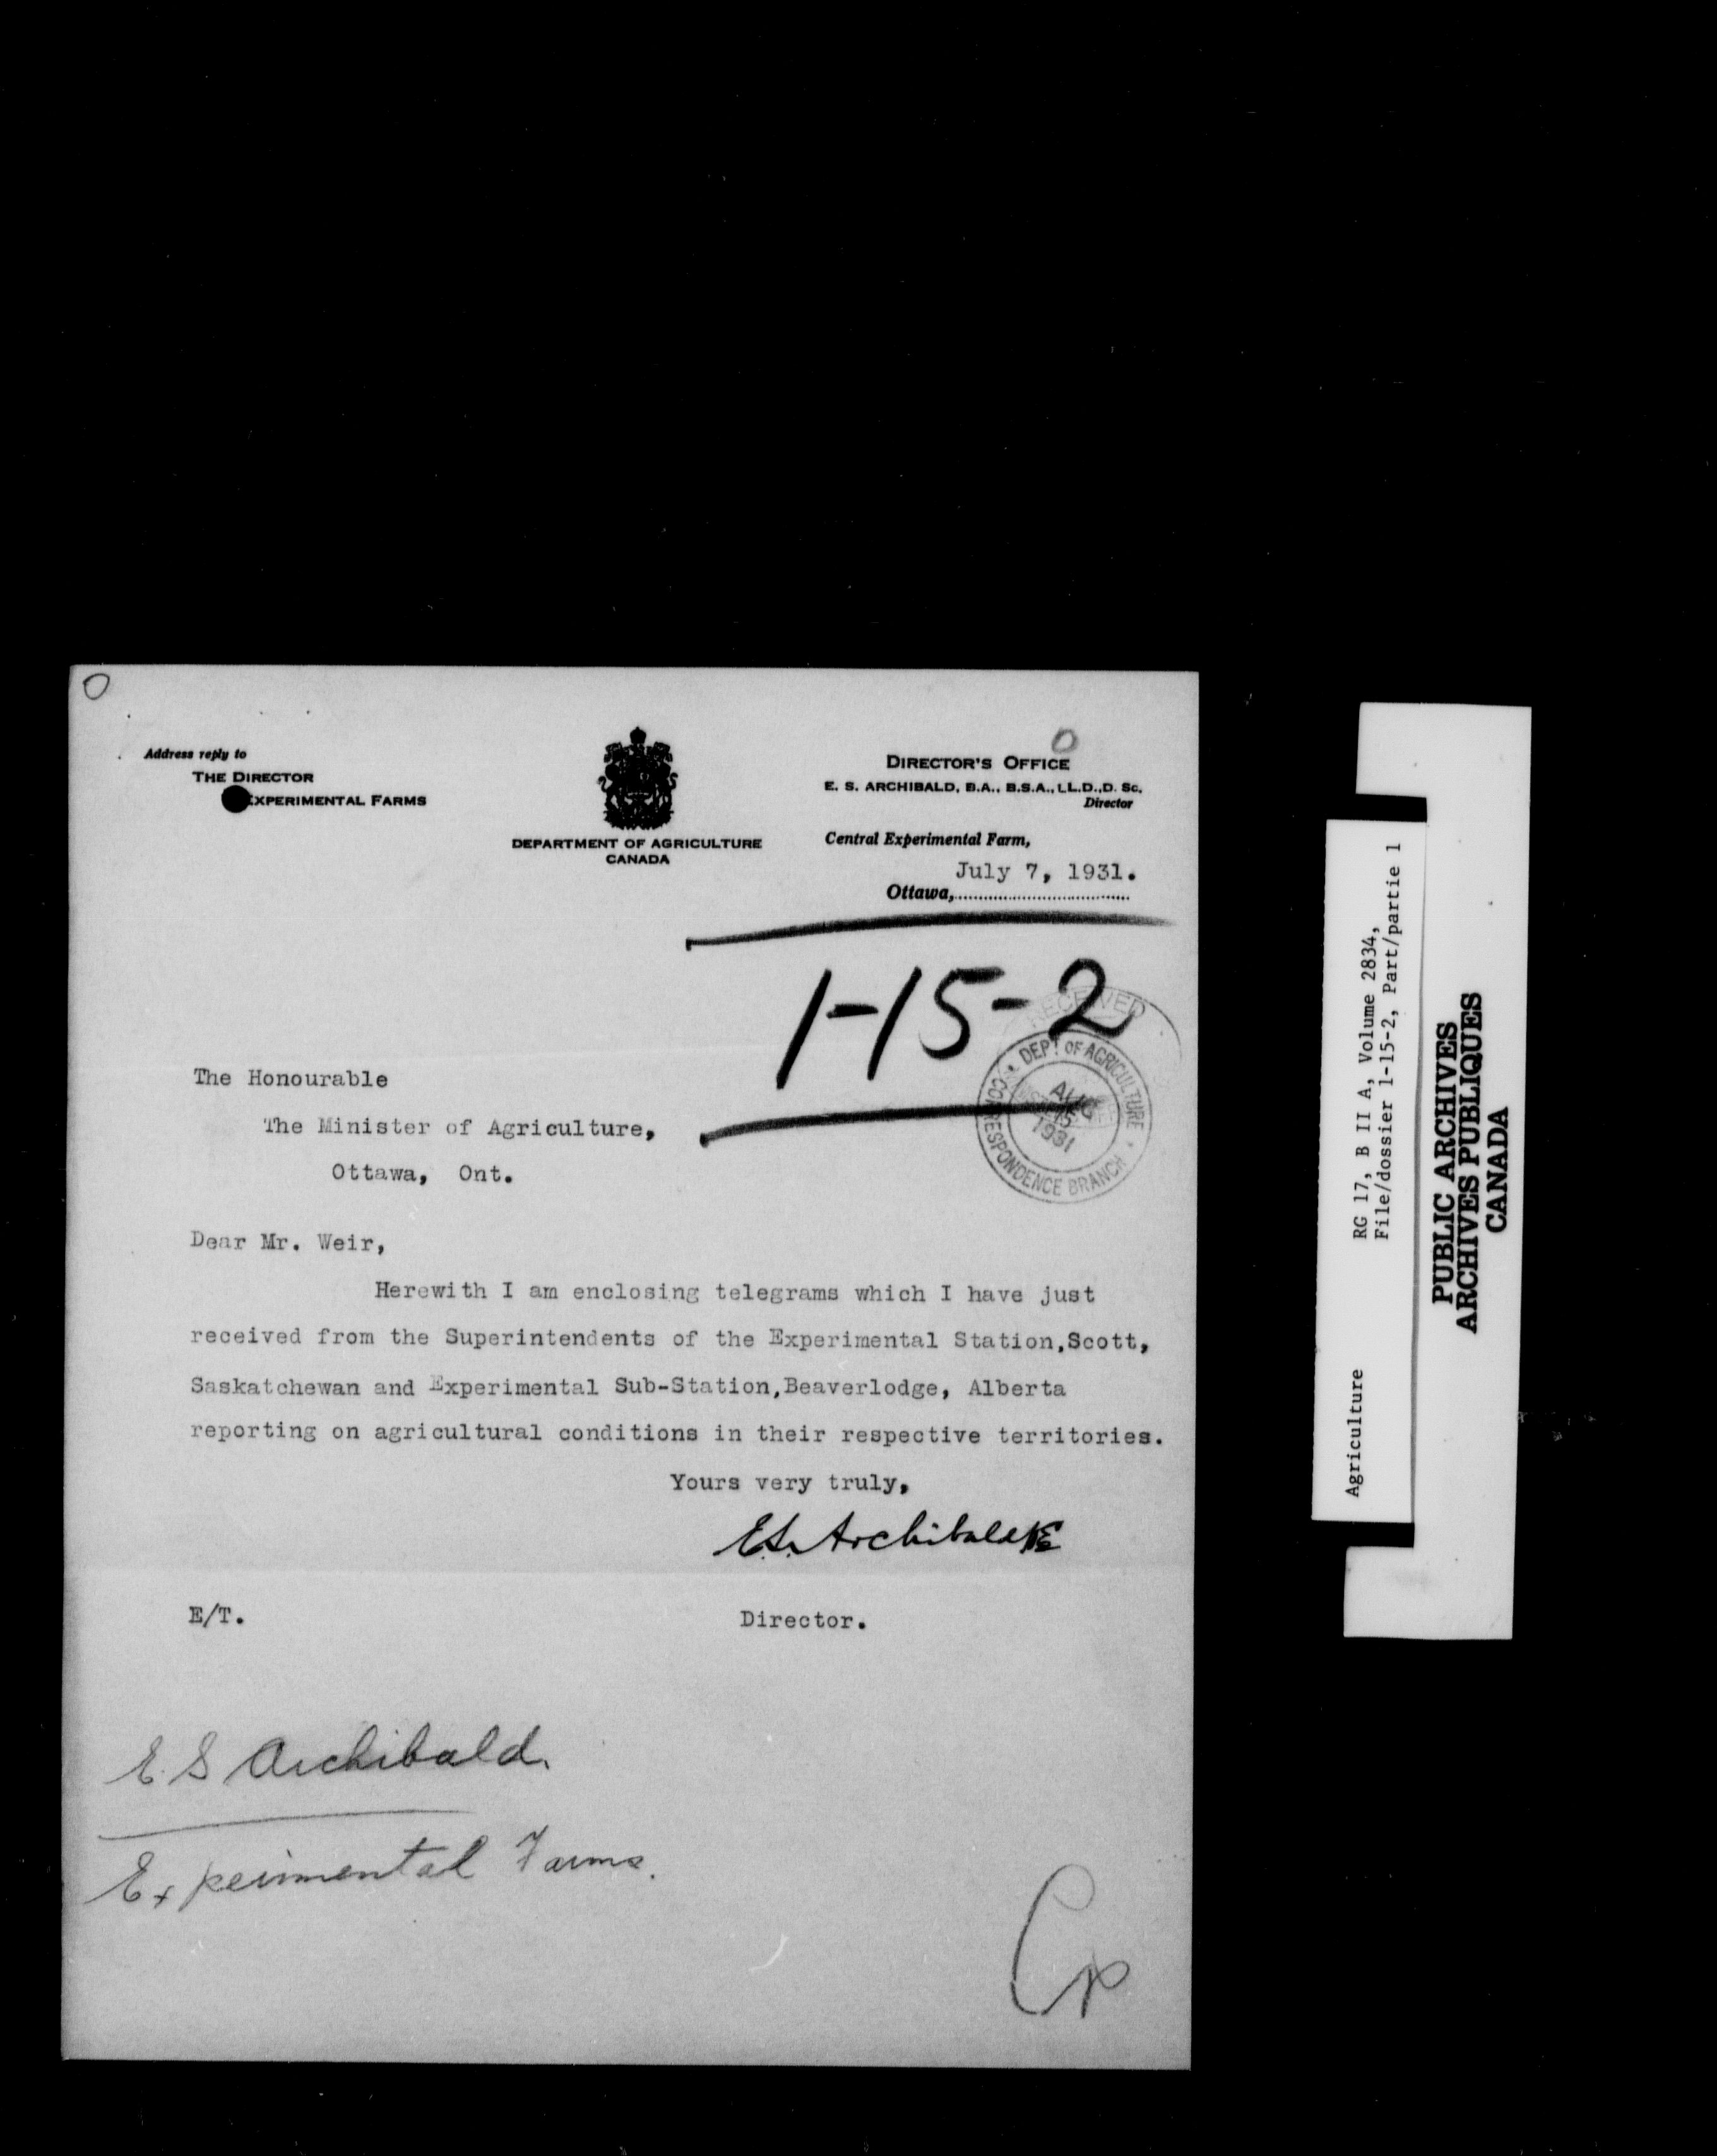 Address reply to
THE DIRECTOR
EXPERIMENTAL FARMS
DEPARTMENT OF AGRICULTURE
CANADA
DIRECTOR'S OFFICE
E. S. ARCHIBALD, B.A., B.S.A., LL.D., D. Sc.
Director
Central Experimental Farm,
July 7, 1931.
Ottawa,
1-15-2
RECEIVED
DEPT OF AGRICULTURE
AUG
15
1931
CORRESPONDENCE BRANCH
The Honourable
The Minister of Agriculture,
Ottawa, Ont.
Dear Mr. Weir,
Herewith I am enclosing telegrams which I have just
received from the Superintendents of the Experimental Station,Scott,
Saskatchewan and Experimental Sub-Station,Beaverlodge, Alberta
reporting on agricultural conditions in their respective territories.
Yours very truly,
E.S. Archibald
E/T.
Director.
E. S Archibald.
Experimental Farms.
Agriculture
RG 17, B II A, Volume 2834,
File/dossier 1-15-2, Part/partie 1
PUBLIC ARCHIVES
ARCHIVES PUBLIQUES
CANADA